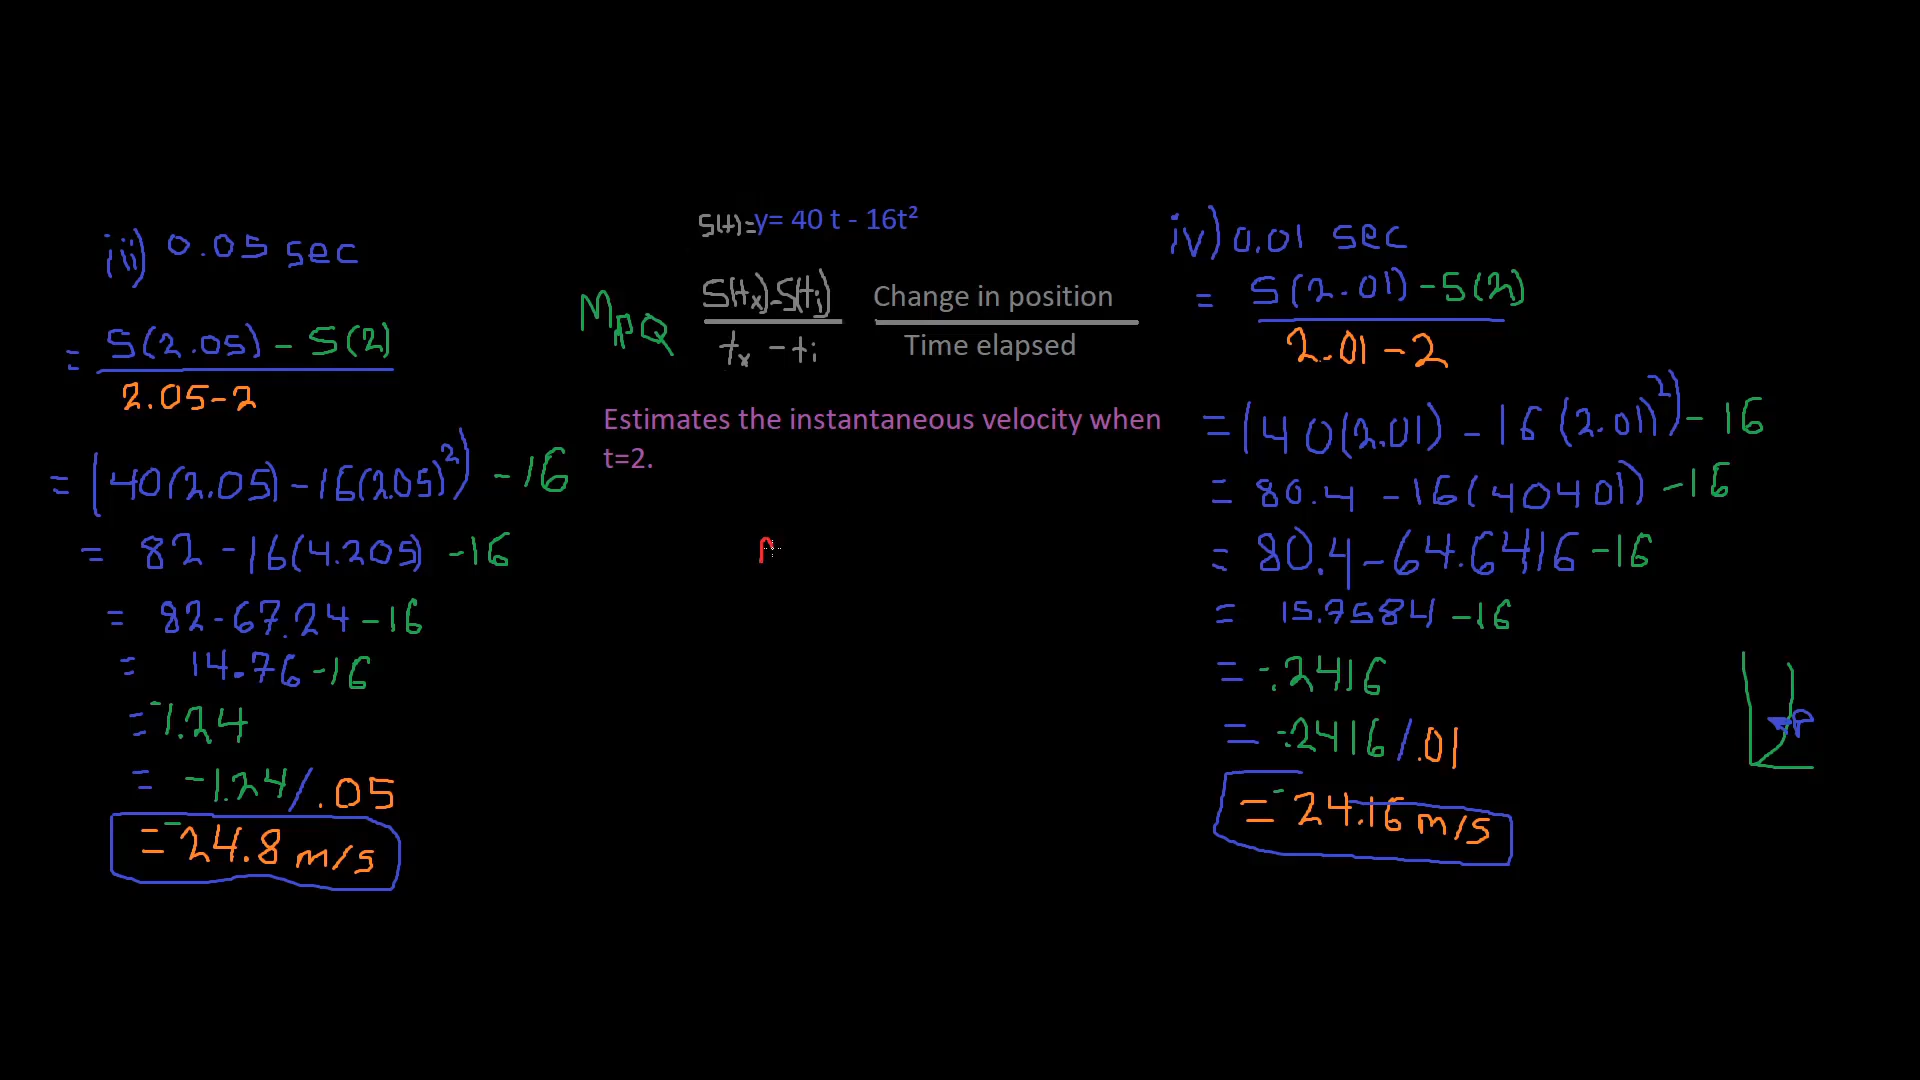 iii) 0.05 sec
= S(2.05) - S(2)
2.05-2
= (40(2.05) - 16(2.05)²) - 16
= 82 - 16(4.205) - 16
= 82 - 67.24 - 16
= 14.76 - 16
= -1.24
= -1.24/.05
= -24.8 m/s
S(t)= y= 40 t - 16t²
MPQ
S(tx) - S(ti)
tx - ti
Change in position
Time elapsed
Estimates the instantaneous velocity when
t=2.
iv) 0.01 sec
= S(2.01) - S(2)
2.01 - 2
= (40(2.01) - 16(2.01)²) - 16
= 80.4 - 16(40401) - 16
= 80.4 - 64.6416 - 16
= 15.7584 - 16
= -.2416
= -.2416/.01
= -24.16 m/s
P